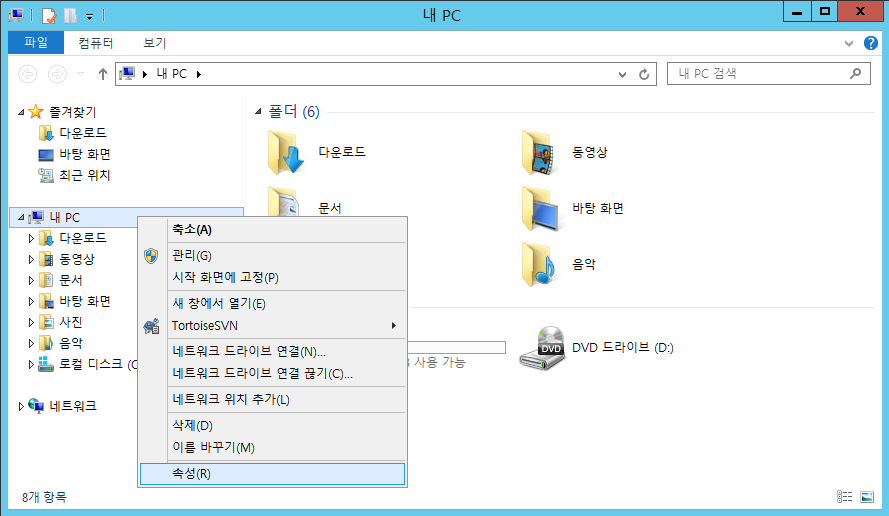 내 PC
파일 컴퓨터 보기
내 PC
내 PC 검색
즐겨찾기
다운로드
바탕 화면
최근 위치
내 PC
다운로드
동영상
문서
바탕 화면
사진
음악
로컬 디스크 (C
네트워크
폴더 (6)
다운로드
동영상
문서
바탕 화면
음악
사용 가능
DVD
DVD 드라이브 (D:)
축소(A)
관리(G)
시작 화면에 고정(P)
새 창에서 열기(E)
TortoiseSVN
네트워크 드라이브 연결(N)...
네트워크 드라이브 연결 끊기(C)...
네트워크 위치 추가(L)
삭제(D)
이름 바꾸기(M)
속성(R)
8개 항목